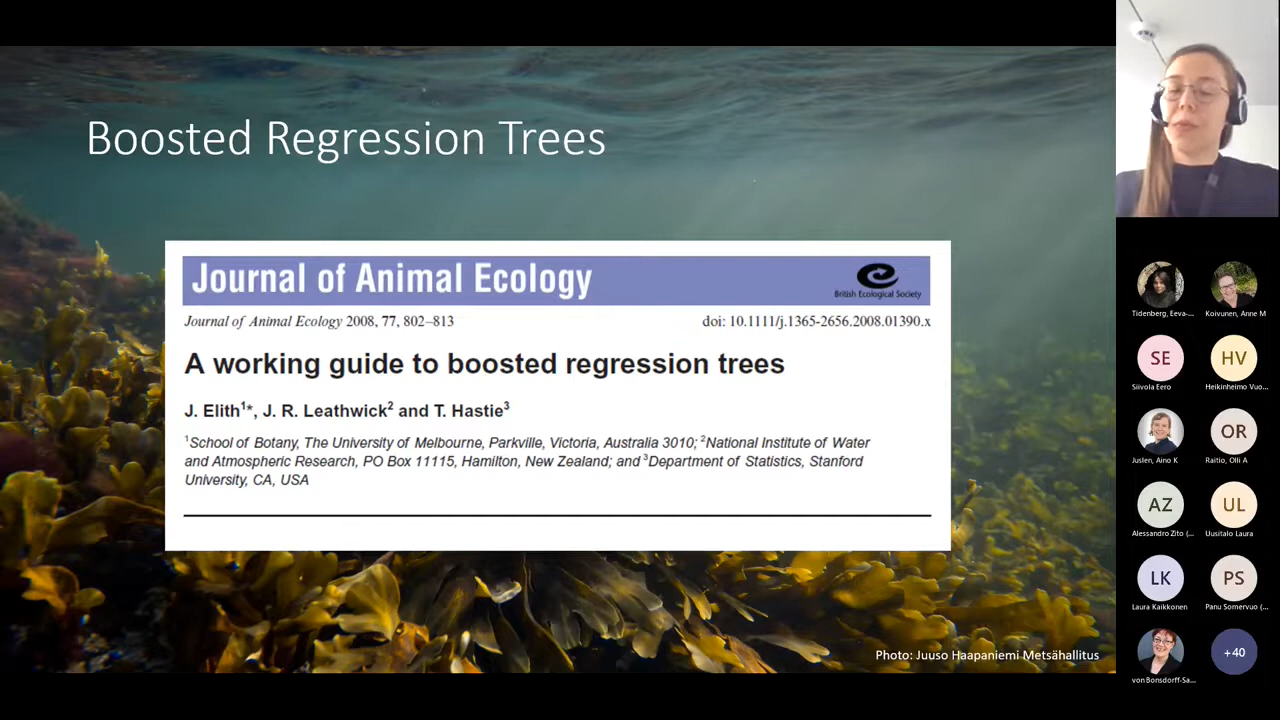 Boosted Regression Trees
Journal of Animal Ecology
British Ecological Society
Journal of Animal Ecology 2008, 77, 802–813
doi: 10.1111/j.1365-2656.2008.01390.x
A working guide to boosted regression trees
J. Elith1*, J. R. Leathwick2 and T. Hastie3
1School of Botany, The University of Melbourne, Parkville, Victoria, Australia 3010; 2National Institute of Water
and Atmospheric Research, PO Box 11115, Hamilton, New Zealand; and 3Department of Statistics, Stanford
University, CA, USA
Photo: Juuso Haapaniemi Metsähallitus
Tidenberg, Eeva-...
Koivunen, Anne M
SE
HV
Siivola Eero
Heikinheimo Vuo...
OR
Juslen, Aino K
Raitio, Olli A
AZ
UL
Alessandro Zito (...
Uusitalo Laura
LK
PS
Laura Kaikkonen
Panu Somervuo (...
+40
von Bonsdorff-Sa...